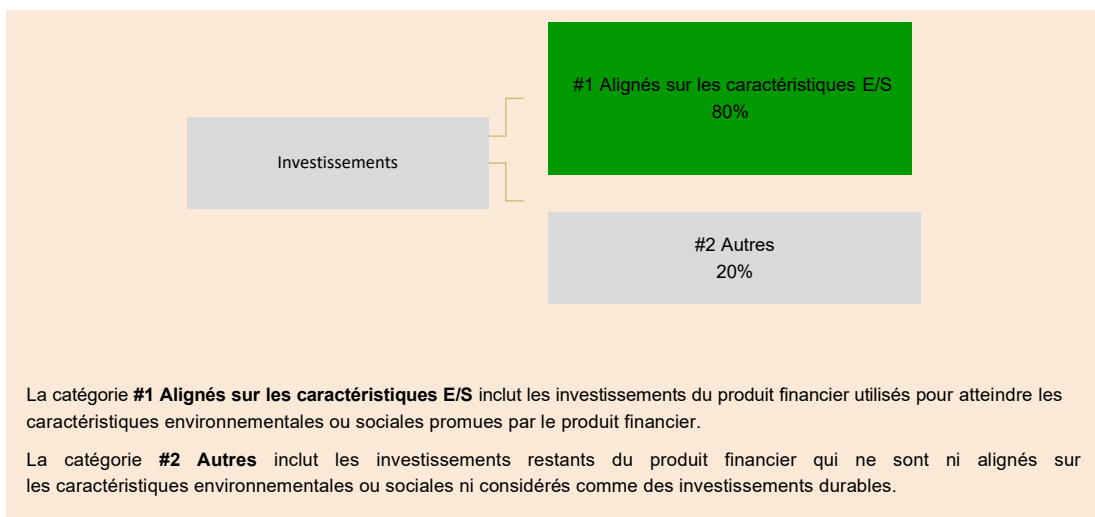 #1 Alignés sur les caractéristiques E/S
80%
Investissements
#2 Autres
20%
La catégorie #1 Alignés sur les caractéristiques E/S inclut les investissements du produit financier utilisés pour atteindre les
caractéristiques environnementales ou sociales promues par le produit financier.
La catégorie #2 Autres inclut les investissements restants du produit financier qui ne sont ni alignés sur
les caractéristiques environnementales ou sociales ni considérés comme des investissements durables.